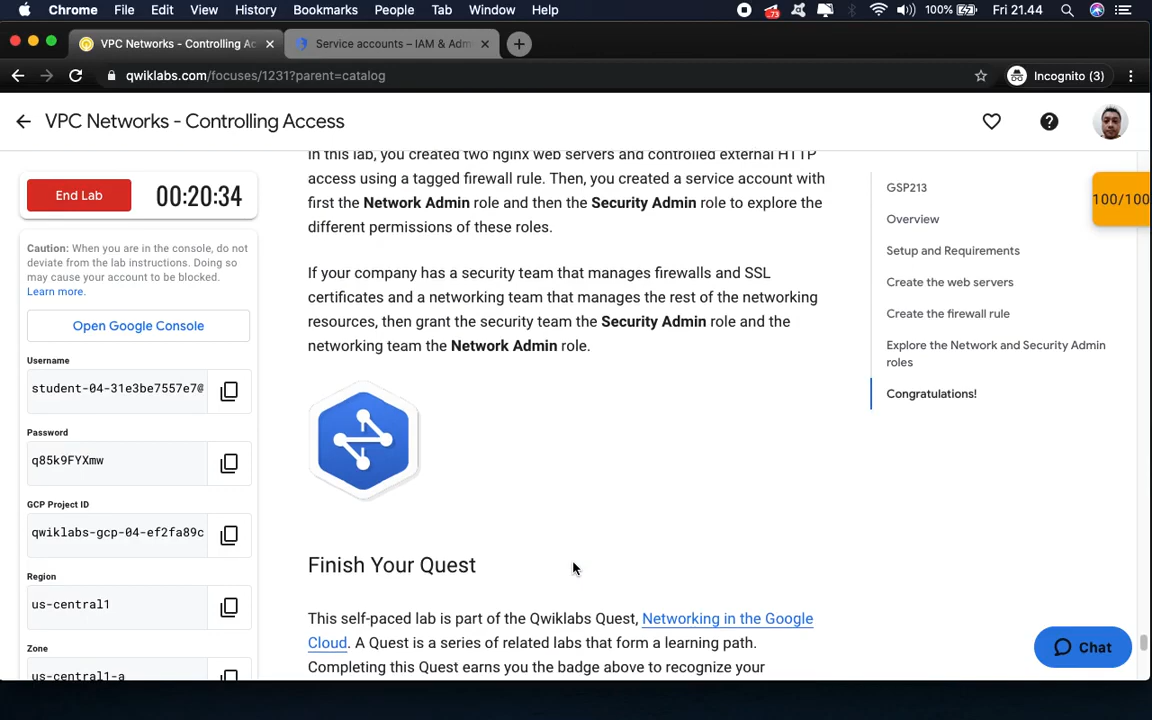 Chrome File Edit View History Bookmarks People Tab Window Help
73
100%
Fri 21.44
VPC Networks - Controlling Ac
Service accounts – IAM & Adm
qwiklabs.com/focuses/1231?parent=catalog
Incognito (3)
VPC Networks - Controlling Access
End Lab
00:20:34
Caution: When you are in the console, do not
deviate from the lab instructions. Doing so
may cause your account to be blocked.
Learn more.
Open Google Console
Username
student-04-31e3be7557e7@
Password
q85k9FYXmw
GCP Project ID
qwiklabs-gcp-04-ef2fa89c
Region
us-central1
Zone
us-central1-a
In this lab, you created two nginx web servers and controlled external HTTP
access using a tagged firewall rule. Then, you created a service account with
first the Network Admin role and then the Security Admin role to explore the
different permissions of these roles.
If your company has a security team that manages firewalls and SSL
certificates and a networking team that manages the rest of the networking
resources, then grant the security team the Security Admin role and the
networking team the Network Admin role.
Finish Your Quest
This self-paced lab is part of the Qwiklabs Quest, Networking in the Google
Cloud. A Quest is a series of related labs that form a learning path.
Completing this Quest earns you the badge above to recognize your
GSP213
Overview
Setup and Requirements
Create the web servers
Create the firewall rule
Explore the Network and Security Admin
roles
Congratulations!
100/100
Chat